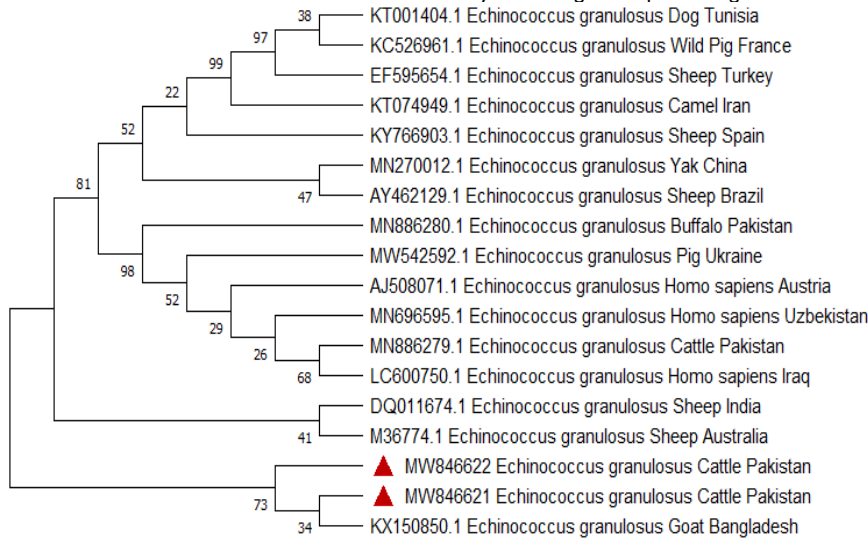 38
KT001404.1 Echinococcus granulosus Dog Tunisia
97
KC526961.1 Echinococcus granulosus Wild Pig France
99
EF595654.1 Echinococcus granulosus Sheep Turkey
22
KT074949.1 Echinococcus granulosus Camel Iran
52
KY766903.1 Echinococcus granulosus Sheep Spain
MN270012.1 Echinococcus granulosus Yak China
81
47
AY462129.1 Echinococcus granulosus Sheep Brazil
MN886280.1 Echinococcus granulosus Buffalo Pakistan
98
MW542592.1 Echinococcus granulosus Pig Ukraine
52
AJ508071.1 Echinococcus granulosus Homo sapiens Austria
29
MN696595.1 Echinococcus granulosus Homo sapiens Uzbekistan
26
MN886279.1 Echinococcus granulosus Cattle Pakistan
68
LC600750.1 Echinococcus granulosus Homo sapiens Iraq
DQ011674.1 Echinococcus granulosus Sheep India
41
M36774.1 Echinococcus granulosus Sheep Australia
MW846622 Echinococcus granulosus Cattle Pakistan
73
MW846621 Echinococcus granulosus Cattle Pakistan
34
KX150850.1 Echinococcus granulosus Goat Bangladesh